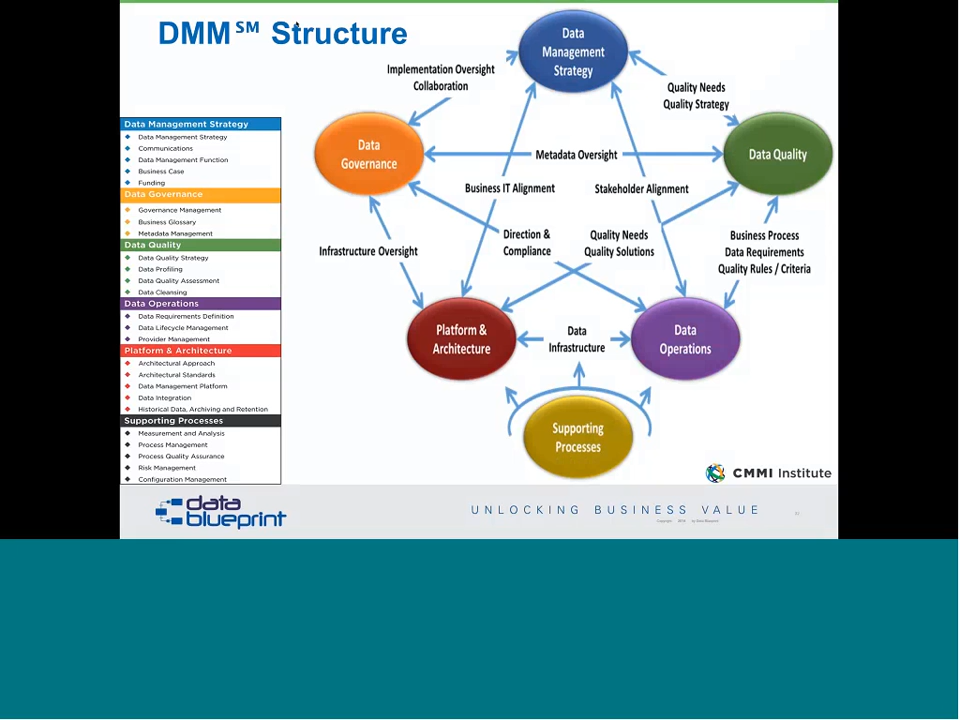 DMM℠ Structure
Data Management Strategy
Data Management Strategy
Communications
Data Management Function
Business Case
Funding
Data Governance
Governance Management
Business Glossary
Metadata Management
Data Quality
Data Quality Strategy
Data Profiling
Data Quality Assessment
Data Cleansing
Data Operations
Data Requirements Definition
Data Lifecycle Management
Provider Management
Platform & Architecture
Architectural Approach
Architectural Standards
Data Management Platform
Data Integration
Historical Data, Archiving and Retention
Supporting Processes
Measurement and Analysis
Process Management
Process Quality Assurance
Risk Management
Configuration Management
Data
Management
Strategy
Implementation Oversight
Collaboration
Quality Needs
Quality Strategy
Data
Governance
Metadata Oversight
Data Quality
Business IT Alignment
Stakeholder Alignment
Infrastructure Oversight
Direction &
Compliance
Quality Needs
Quality Solutions
Business Process
Data Requirements
Quality Rules / Criteria
Platform &
Architecture
Data
Infrastructure
Data
Operations
Supporting
Processes
CMMI Institute
data
blueprint
UNLOCKING BUSINESS VALUE